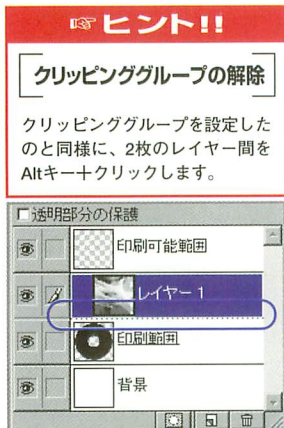 ☞ ヒント!!
クリッピンググループの解除
クリッピンググループを設定した
のと同様に、2枚のレイヤー間を
Altキー＋クリックします。
透明部分の保護
印刷可能範囲
レイヤー 1
印刷範囲
背景